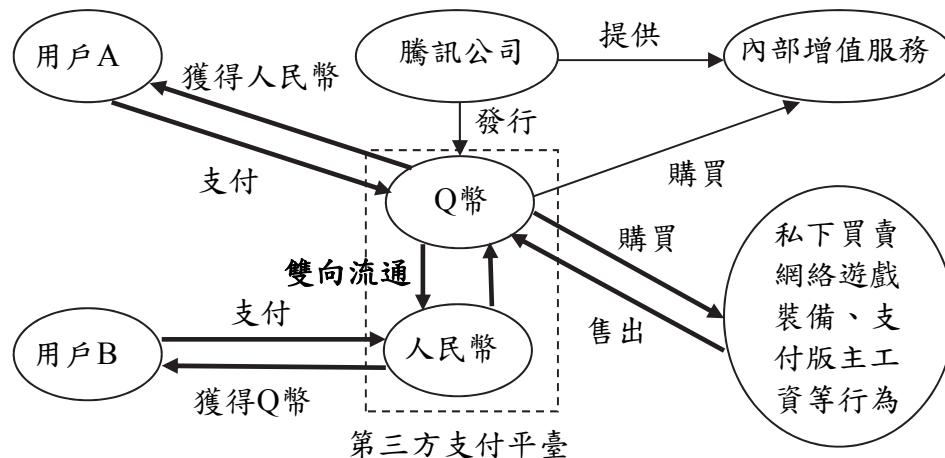 用戶A
騰訊公司
提供
內部增值服務
獲得人民幣
發行
支付
Q幣
購買
購買
雙向流通
私下買賣
網絡遊戲
裝備、支
付版主工
資等行為
售出
用戶B
支付
人民幣
獲得Q幣
第三方支付平臺